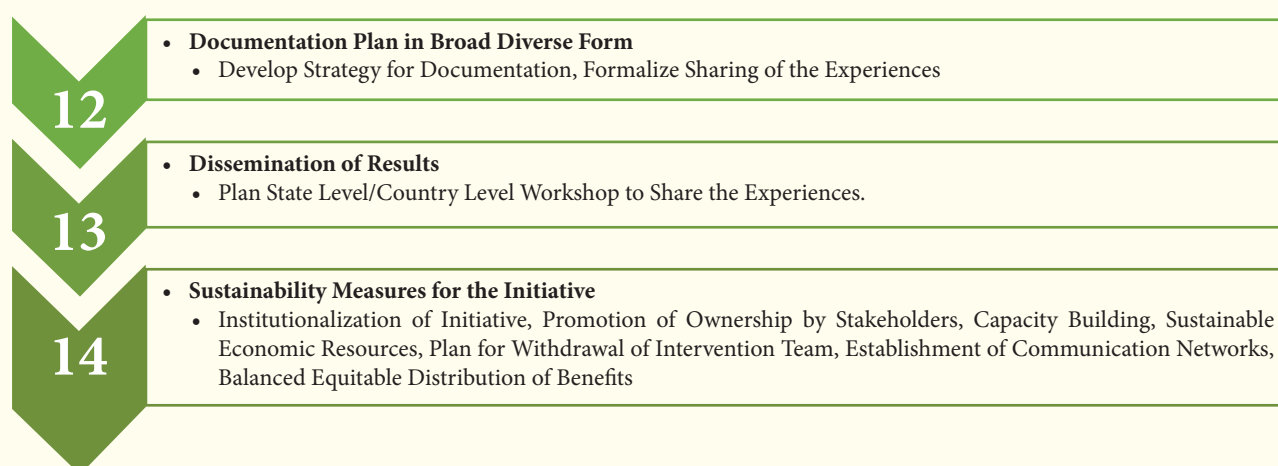 12
• Documentation Plan in Broad Diverse Form
• Develop Strategy for Documentation, Formalize Sharing of the Experiences
13
• Dissemination of Results
• Plan State Level/Country Level Workshop to Share the Experiences.
14
• Sustainability Measures for the Initiative
• Institutionalization of Initiative, Promotion of Ownership by Stakeholders, Capacity Building, Sustainable
Economic Resources, Plan for Withdrawal of Intervention Team, Establishment of Communication Networks,
Balanced Equitable Distribution of Benefits